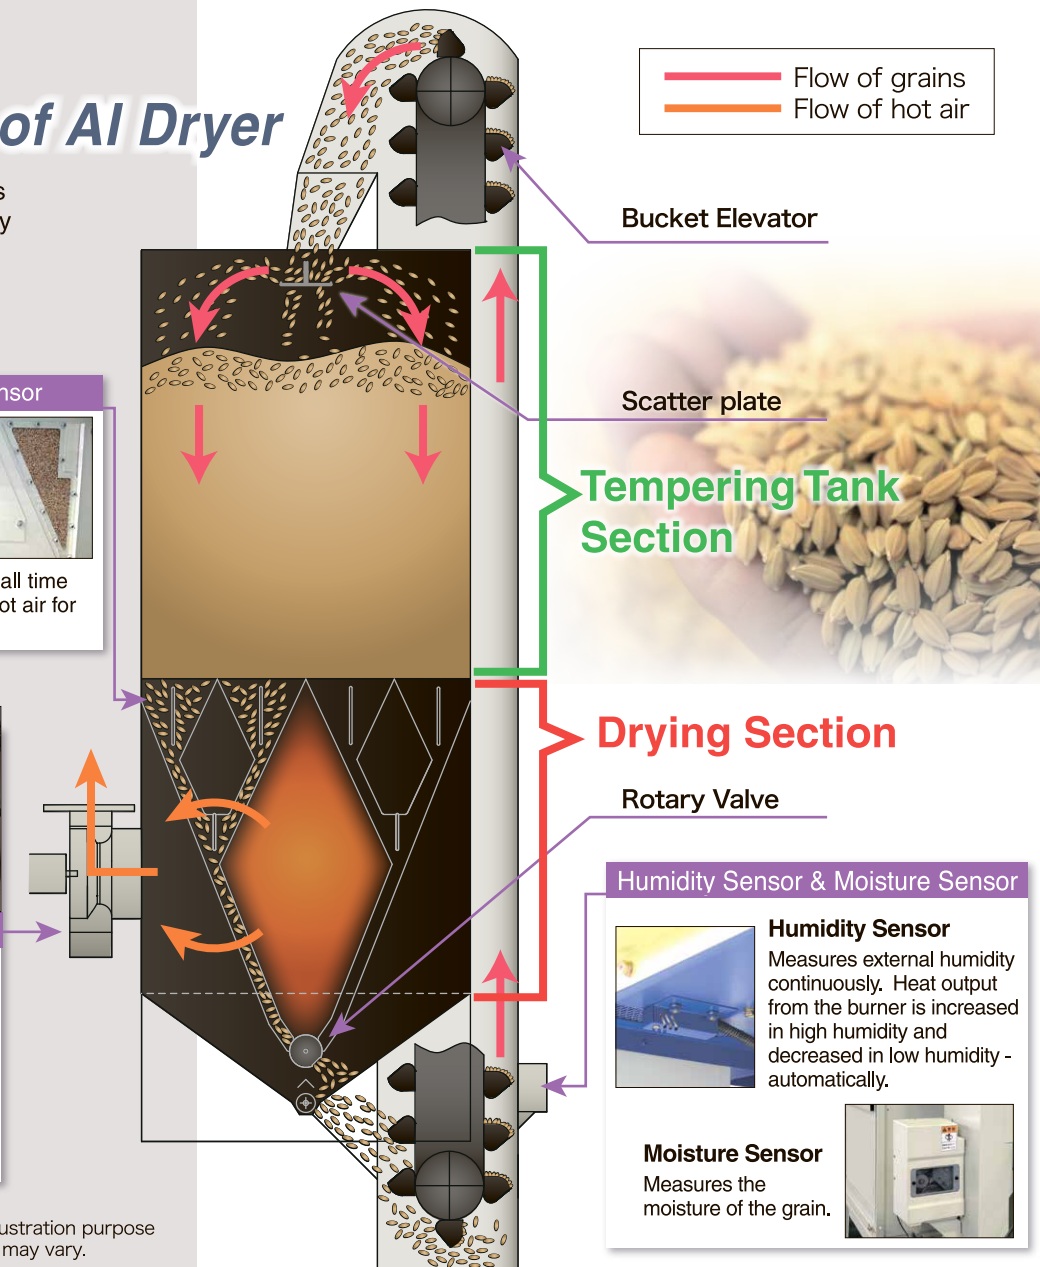 of AI Dryer
s
y
Flow of grains
Flow of hot air
Bucket Elevator
Scatter plate
nsor
all time
ot air for
Tempering Tank
Section
Drying Section
Rotary Valve
Humidity Sensor & Moisture Sensor
Humidity Sensor
Measures external humidity
continuously. Heat output
from the burner is increased
in high humidity and
decreased in low humidity -
automatically.
Moisture Sensor
Measures the
moisture of the grain.
ustration purpose
may vary.